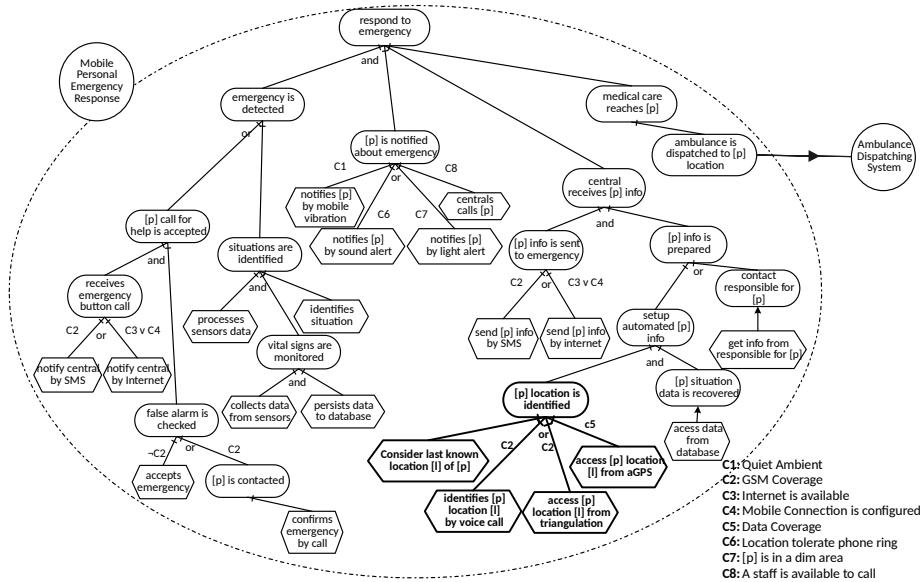 respond to
emergency
and
Mobile
Personal
Emergency
Response
emergency is
detected
or
medical care
reaches [p]
ambulance is
dispatched to [p]
location
Ambulance
Dispatching
System
[p] is notified
about emergency
C1
or
C8
C6
C7
notifies [p]
by mobile
vibration
centrals
calls [p]
notifies [p]
by sound alert
notifies [p]
by light alert
central
receives [p] info
and
[p] call for
help is accepted
and
situations are
identified
and
[p] info is sent
to emergency
C2
or
C3 v C4
[p] info is
prepared
or
receives
emergency
button call
C2
or
C3 v C4
contact
responsible for
[p]
processes
sensors data
identifies
situation
send [p] info
by SMS
send [p] info
by internet
setup
automated [p]
info
and
get info from
responsible for [p]
vital signs are
monitored
and
notify central
by SMS
notify central
by Internet
[p] location is
identified
C2
or
C2
c5
[p] situation
data is recovered
false alarm is
checked
¬C2
or
C2
collects data
from sensors
persists data
to database
acess data
from
database
Consider last known
location [l] of [p]
access [p] location
[l] from aGPS
accepts
emergency
[p] is contacted
identifies [p]
location [l]
by voice call
access [p]
location [l] from
triangulation
confirms
emergency
by call
C1: Quiet Ambient
C2: GSM Coverage
C3: Internet is available
C4: Mobile Connection is configured
C5: Data Coverage
C6: Location tolerate phone ring
C7: [p] is in a dim area
C8: A staff is available to call